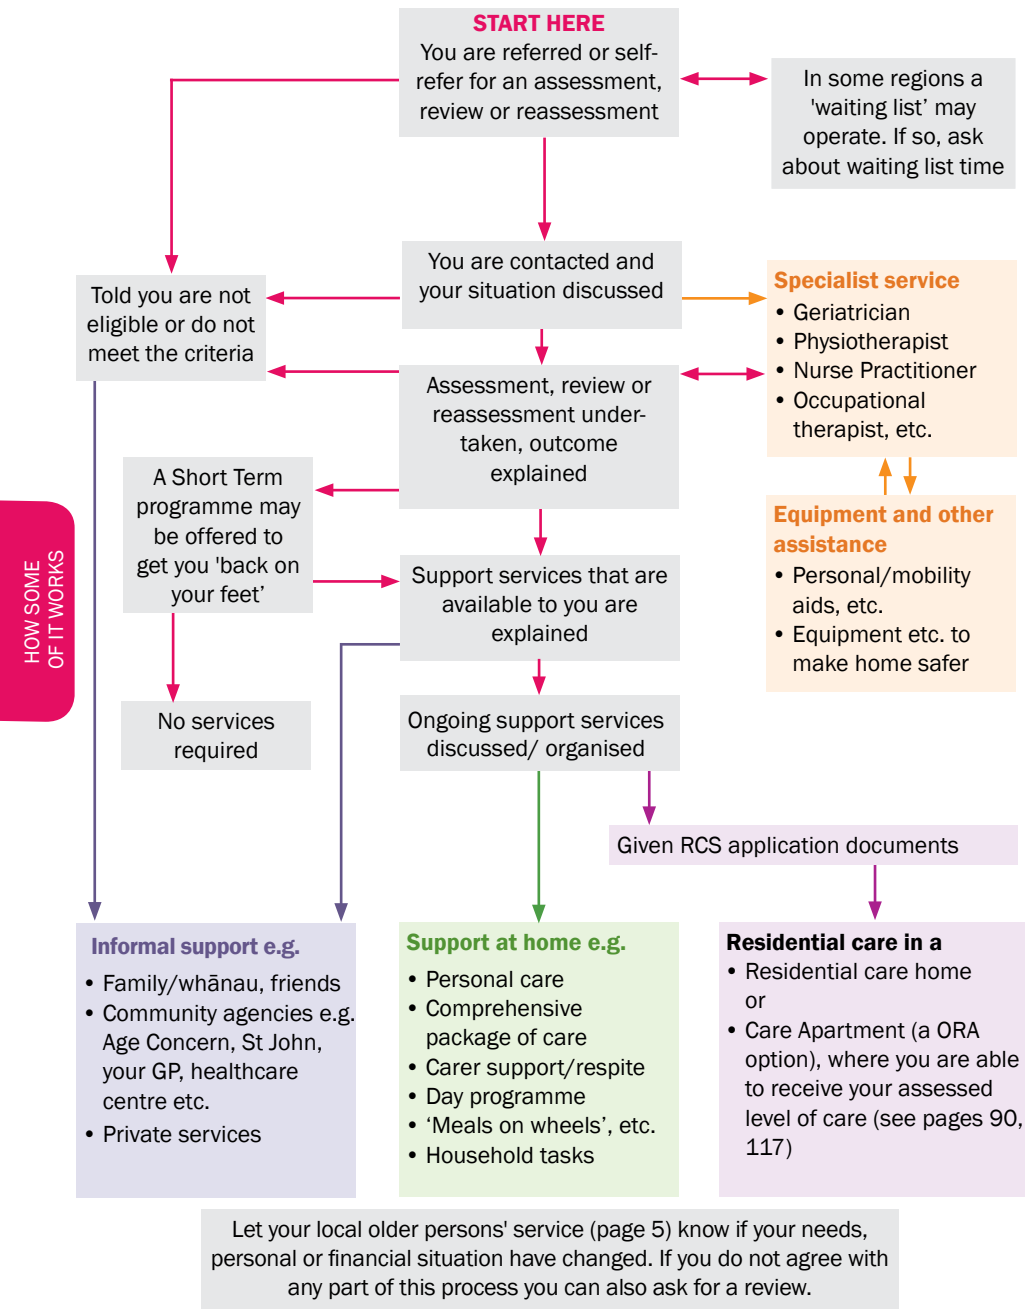 START HERE
You are referred or self-
refer for an assessment,
review or reassessment
In some regions a
'waiting list’ may
operate. If so, ask
about waiting list time
You are contacted and
your situation discussed
Told you are not
eligible or do not
meet the criteria
Specialist service
• Geriatrician
• Physiotherapist
• Nurse Practitioner
• Occupational
therapist, etc.
Assessment, review or
reassessment under-
taken, outcome
explained
A Short Term
programme may
be offered to
get you 'back on
your feet’
Equipment and other
assistance
• Personal/mobility
aids, etc.
• Equipment etc. to
make home safer
HOW SOME
OF IT WORKS
Support services that are
available to you are
explained
No services
required
Ongoing support services
discussed/ organised
Given RCS application documents
Informal support e.g.
• Family/whānau, friends
• Community agencies e.g.
Age Concern, St John,
your GP, healthcare
centre etc.
• Private services
Support at home e.g.
• Personal care
• Comprehensive
package of care
• Carer support/respite
• Day programme
• ‘Meals on wheels’, etc.
• Household tasks
Residential care in a
• Residential care home
or
• Care Apartment (a ORA
option), where you are able
to receive your assessed
level of care (see pages 90,
117)
Let your local older persons' service (page 5) know if your needs,
personal or financial situation have changed. If you do not agree with
any part of this process you can also ask for a review.